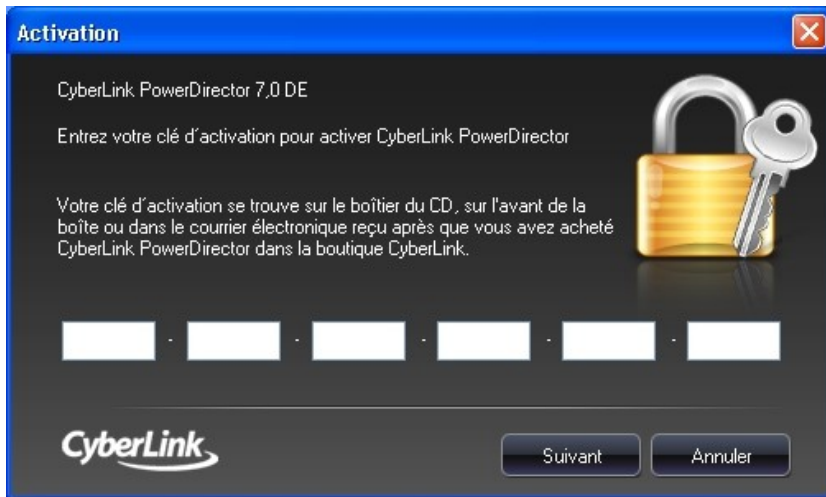 Activation
CyberLink PowerDirector 7,0 DE
Entrez votre clé d´activation pour activer CyberLink PowerDirector
Votre clé d´activation se trouve sur le boîtier du CD, sur l'avant de la
boîte ou dans le courrier électronique reçu après que vous avez acheté
CyberLink PowerDirector dans la boutique CyberLink.
- - - - -
CyberLink
Suivant
Annuler